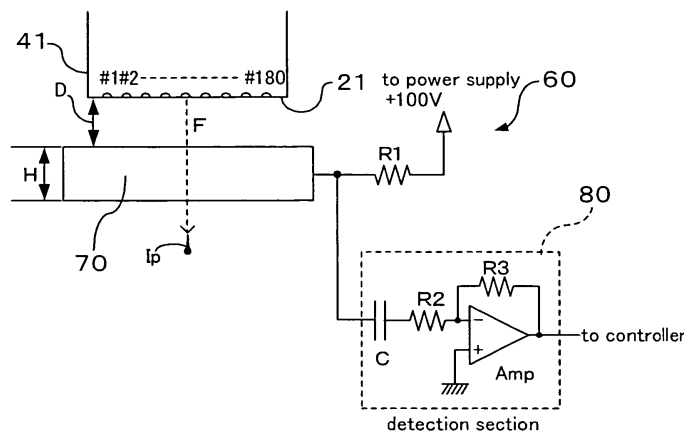 41
#1#2 ---------- #180
D
21
to power supply
+100V
60
F
R1
H
80
70
Ip
R3
R2
−
+
C
Amp
to controller
detection section